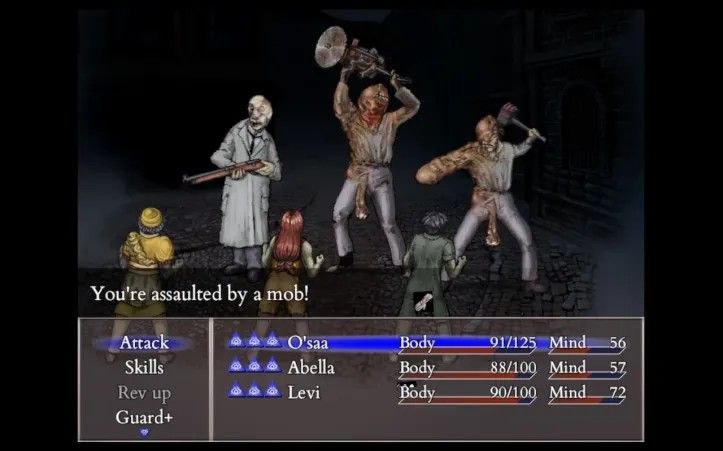 You're assaulted by a mob!
Attack
Skills
Rev up
Guard+
O'saa Body 91/125 Mind 56
Abella Body 88/100 Mind 57
Levi Body 90/100 Mind 72